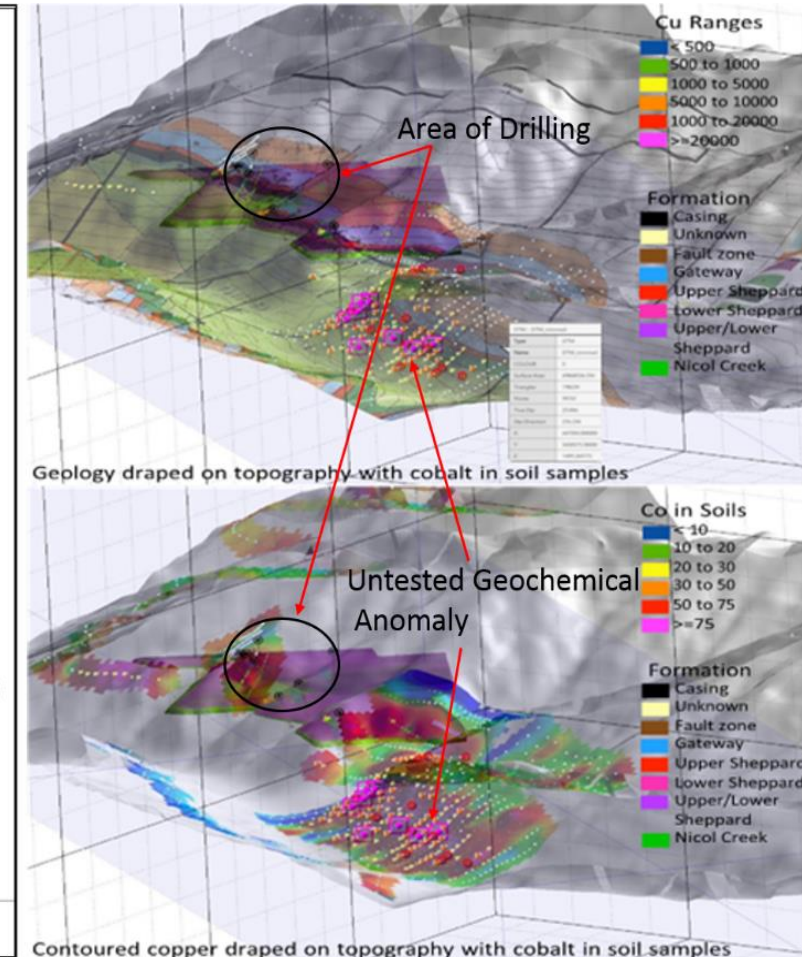 Cu Ranges
< 500
500 to 1000
1000 to 5000
5000 to 10000
1000 to 20000
>=20000
Area of Drilling
Formation
Casing
Unknown
Fault zone
Gateway
Upper Sheppard
Lower Sheppard
Upper/Lower
Sheppard
Nicol Creek
Geplogy draped on topography with cobalt in soil samples
Co in Soils
< 10
10 to 20
20 to 30
30 to 50
50 to 75
>=75
Untested Geochemical
Anomaly
Formation
Casing
Unknown
Fault zone
Gateway
Upper Sheppard
Lower Sheppard
Upper/Lower
Sheppard
Nicol Creek
Contoured copper draped on topography with cobalt in soil samples